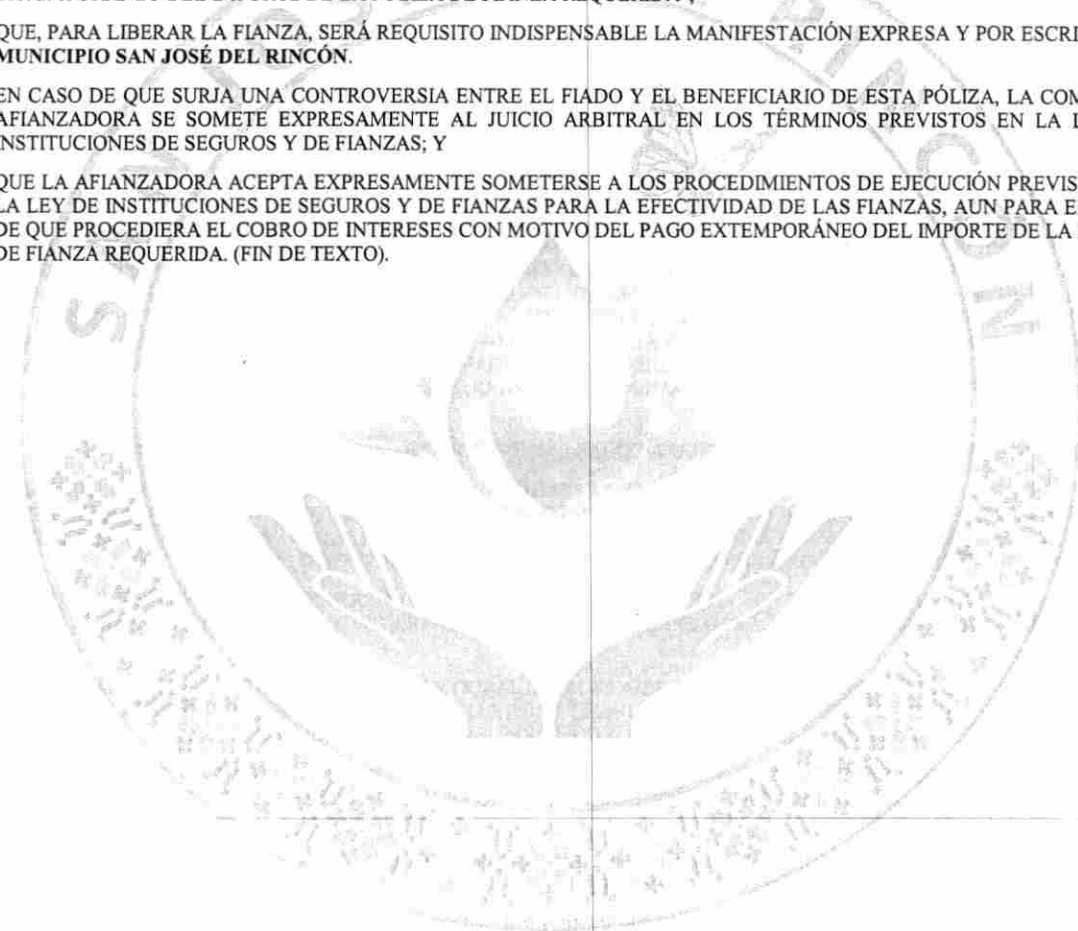 QUE, PARA LIBERAR LA FIANZA, SERÁ REQUISITO INDISPENSABLE LA MANIFESTACIÓN EXPRESA Y POR ESCRI
MUNICIPIO SAN JOSÉ DEL RINCÓN.
EN CASO DE QUE SURJA UNA CONTROVERSIA ENTRE EL FIADO Y EL BENEFICIARIO DE ESTA PÓLIZA, LA COM
AFIANZADORA SE SOMETE EXPRESAMENTE AL JUICIO ARBITRAL EN LOS TÉRMINOS PREVISTOS EN LA L
INSTITUCIONES DE SEGUROS Y DE FIANZAS; Y
QUE LA AFIANZADORA ACEPTA EXPRESAMENTE SOMETERSE A LOS PROCEDIMIENTOS DE EJECUCIÓN PREVIS
LA LEY DE INSTITUCIONES DE SEGUROS Y DE FIANZAS PARA LA EFECTIVIDAD DE LAS FIANZAS, AUN PARA E
DE QUE PROCEDIERA EL COBRO DE INTERESES CON MOTIVO DEL PAGO EXTEMPORÁNEO DEL IMPORTE DE LA
DE FIANZA REQUERIDA. (FIN DE TEXTO).
RINCÓN